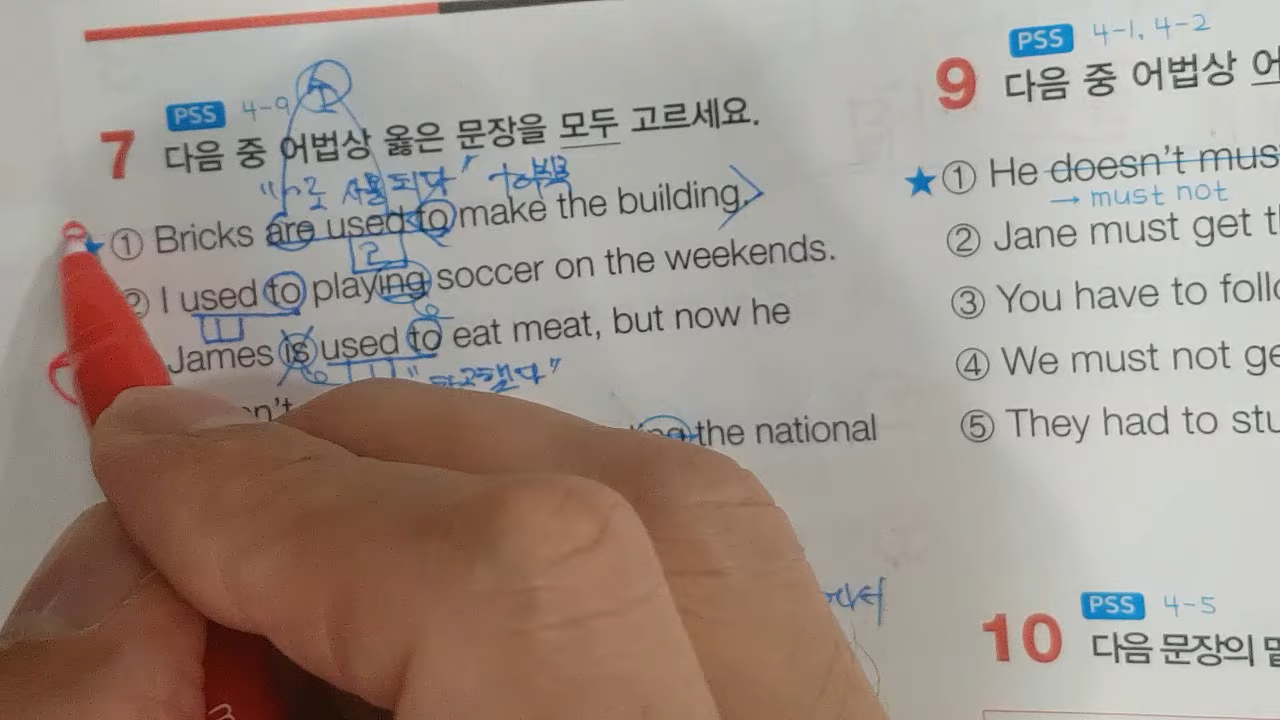 PSS 4-9
7 다음 중 어법상 옳은 문장을 모두 고르세요.
사용되다"
① Bricks are used to make the building.
② I used to playing soccer on the weekends.
James is used to eat meat, but now he
"하곤했다"
n't
the national
PSS 4-1, 4-2
9 다음 중 어법상 어
① He doesn't mus
→ must not
② Jane must get t
③ You have to foll
④ We must not ge
⑤ They had to stu
PSS 4-5
10 다음 문장의